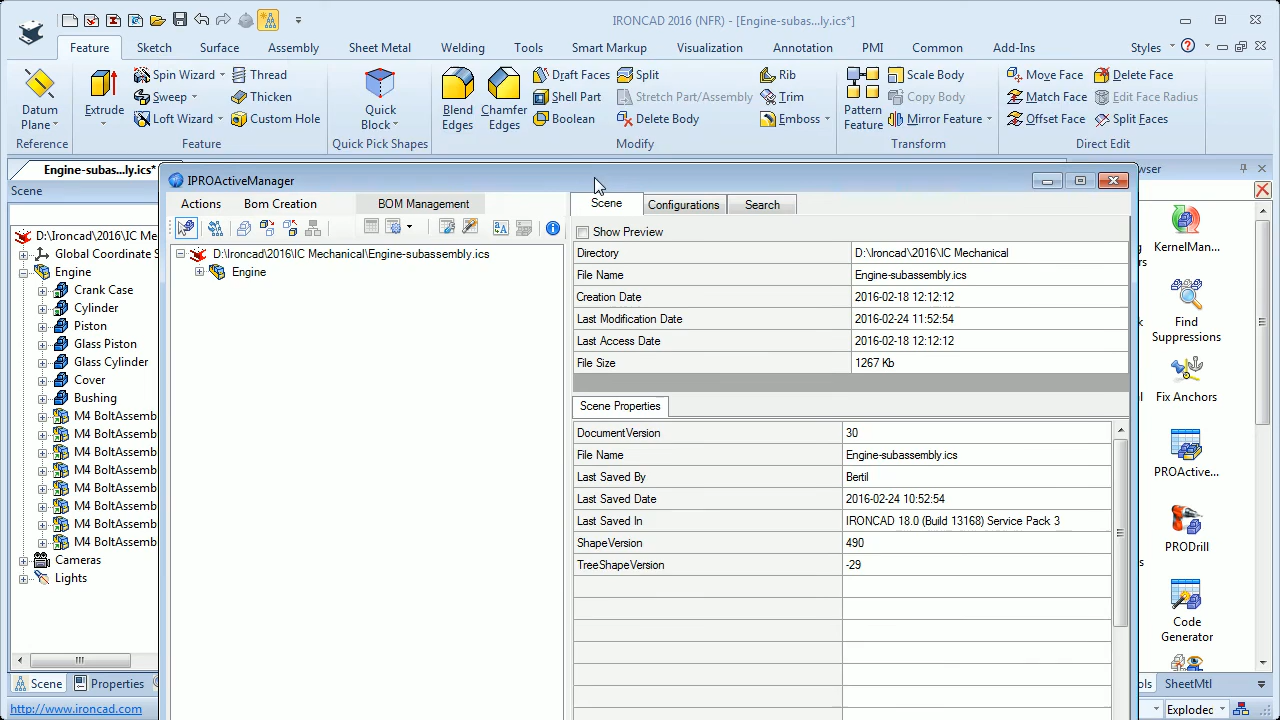 IRONCAD 2016 (NFR) - [Engine-subas...ly.ics*]
Feature Sketch Surface Assembly Sheet Metal Welding Tools Smart Markup Visualization Annotation PMI Common Add-Ins Styles
Datum Plane
Extrude
Spin Wizard
Sweep
Loft Wizard
Thread
Thicken
Custom Hole
Quick Block
Blend Edges
Chamfer Edges
Draft Faces
Shell Part
Boolean
Split
Stretch Part/Assembly
Delete Body
Rib
Trim
Emboss
Pattern Feature
Scale Body
Copy Body
Mirror Feature
Move Face
Match Face
Offset Face
Delete Face
Edit Face Radius
Split Faces
Reference Feature Quick Pick Shapes Modify Transform Direct Edit
Engine-subas...ly.ics*
Scene
D:\Ironcad\2016\IC Me
Global Coordinate S
Engine
Crank Case
Cylinder
Piston
Glass Piston
Glass Cylinder
Cover
Bushing
M4 BoltAssemb
M4 BoltAssemb
M4 BoltAssemb
M4 BoltAssemb
M4 BoltAssemb
M4 BoltAssemb
M4 BoltAssemb
M4 BoltAssemb
Cameras
Lights
Scene Properties
http://www.ironcad.com
IPROActiveManager
Actions Bom Creation BOM Management
D:\Ironcad\2016\IC Mechanical\Engine-subassembly.ics
Engine
Scene Configurations Search
Show Preview
Directory D:\Ironcad\2016\IC Mechanical
File Name Engine-subassembly.ics
Creation Date 2016-02-18 12:12:12
Last Modification Date 2016-02-24 11:52:54
Last Access Date 2016-02-18 12:12:12
File Size 1267 Kb
Scene Properties
DocumentVersion 30
File Name Engine-subassembly.ics
Last Saved By Bertil
Last Saved Date 2016-02-24 10:52:54
Last Saved In IRONCAD 18.0 (Build 13168) Service Pack 3
ShapeVersion 490
TreeShapeVersion -29
wser
KernelMan...
Find Suppressions
Fix Anchors
PROActive...
PRODrill
Code Generator
ols SheetMtl
Exploded